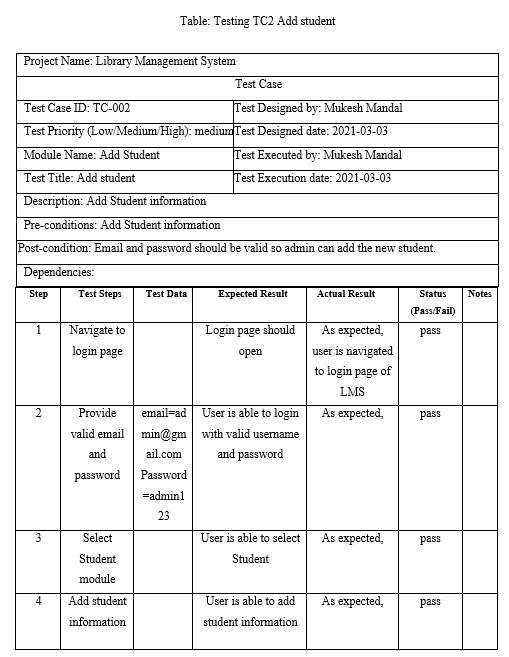 Table: Testing TC2 Add student
Project Name: Library Management System
Test Case
Test Case ID: TC-002
Test Designed by: Mukesh Mandal
Test Priority (Low/Medium/High): medium
Test Designed date: 2021-03-03
Module Name: Add Student
Test Executed by: Mukesh Mandal
Test Title: Add student
Test Execution date: 2021-03-03
Description: Add Student information
Pre-conditions: Add Student information
Post-condition: Email and password should be valid so admin can add the new student.
Dependencies:
Step
Test Steps
Test Data
Expected Result
Actual Result
Status
(Pass/Fail)
Notes
1
Navigate to
login page
Login page should
open
As expected,
user is navigated
to login page of
LMS
pass
2
Provide
valid email
and
password
email=ad
min@gm
ail.com
Password
=admin1
23
User is able to login
with valid username
and password
As expected,
pass
3
Select
Student
module
User is able to select
Student
As expected,
pass
4
Add student
information
User is able to add
student information
As expected,
pass